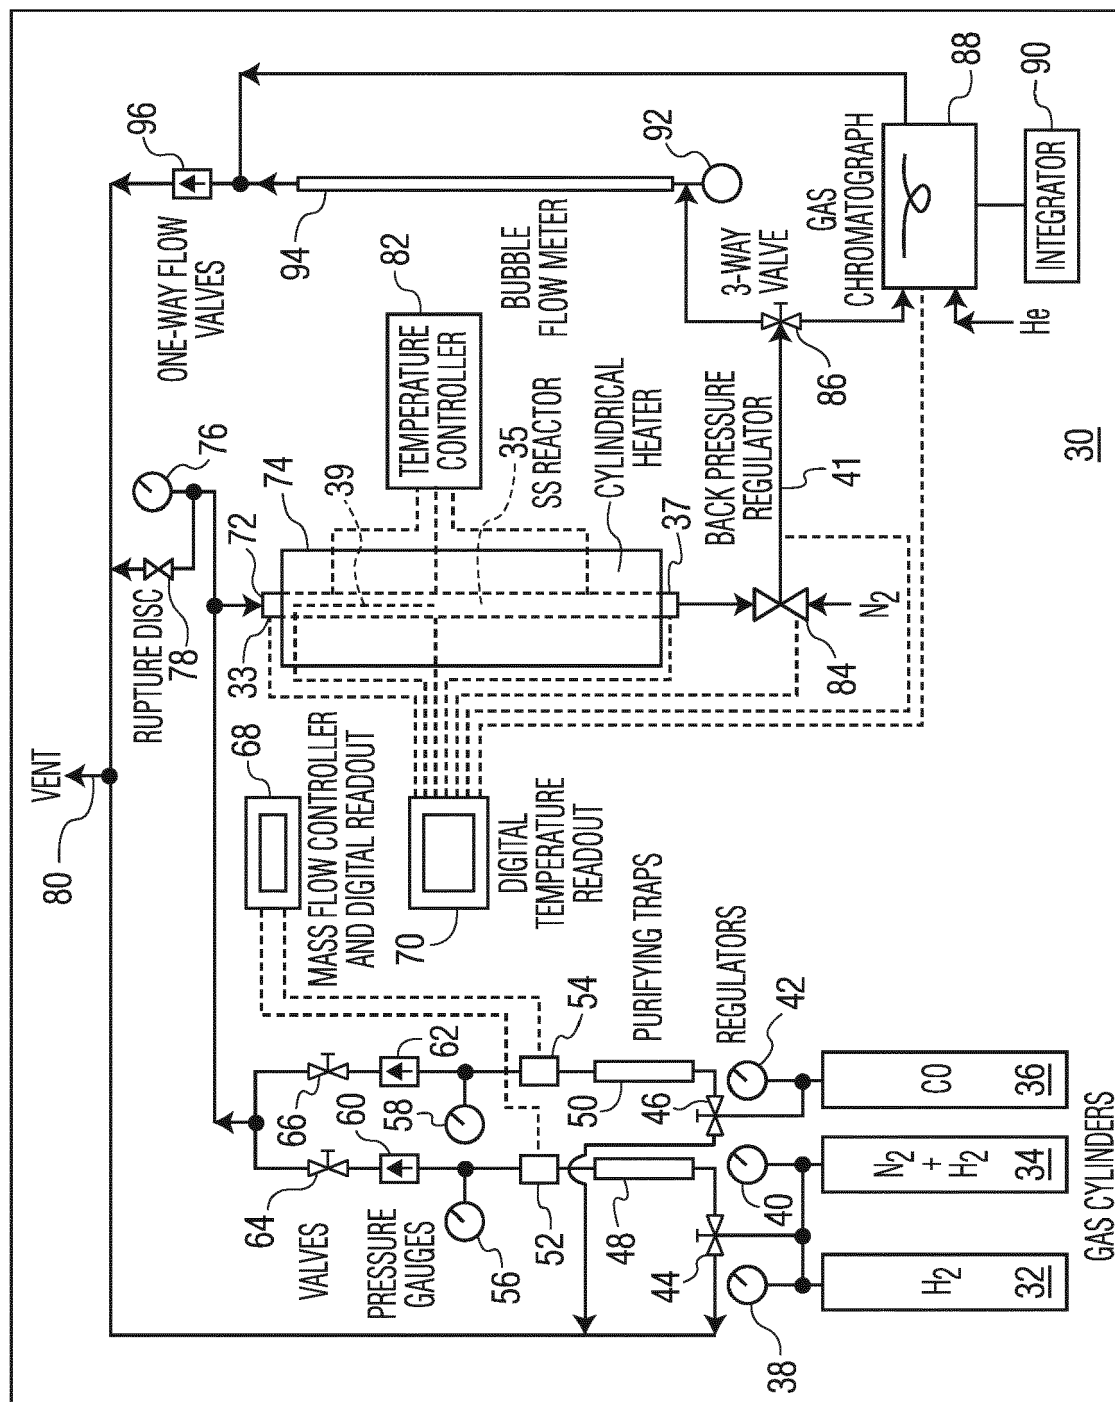 VENT
80
RUPTURE DISC
78
76
72
33
74
39
35
SS REACTOR
CYLINDRICAL
HEATER
37
ONE-WAY FLOW
VALVES
96
94
BUBBLE
FLOW METER
92
TEMPERATURE
CONTROLLER
82
3-WAY
VALVE
86
GAS
CHROMATOGRAPH
88
INTEGRATOR
90
He
BACK PRESSURE
REGULATOR
41
N2
84
30
68
MASS FLOW CONTROLLER
AND DIGITAL READOUT
70
DIGITAL
TEMPERATURE
READOUT
64
66
VALVES
60
62
PRESSURE
GAUGES
56
58
52
54
PURIFYING TRAPS
48
50
REGULATORS
44
46
38
40
42
H2
32
N2
+
H2
34
CO
36
GAS CYLINDERS